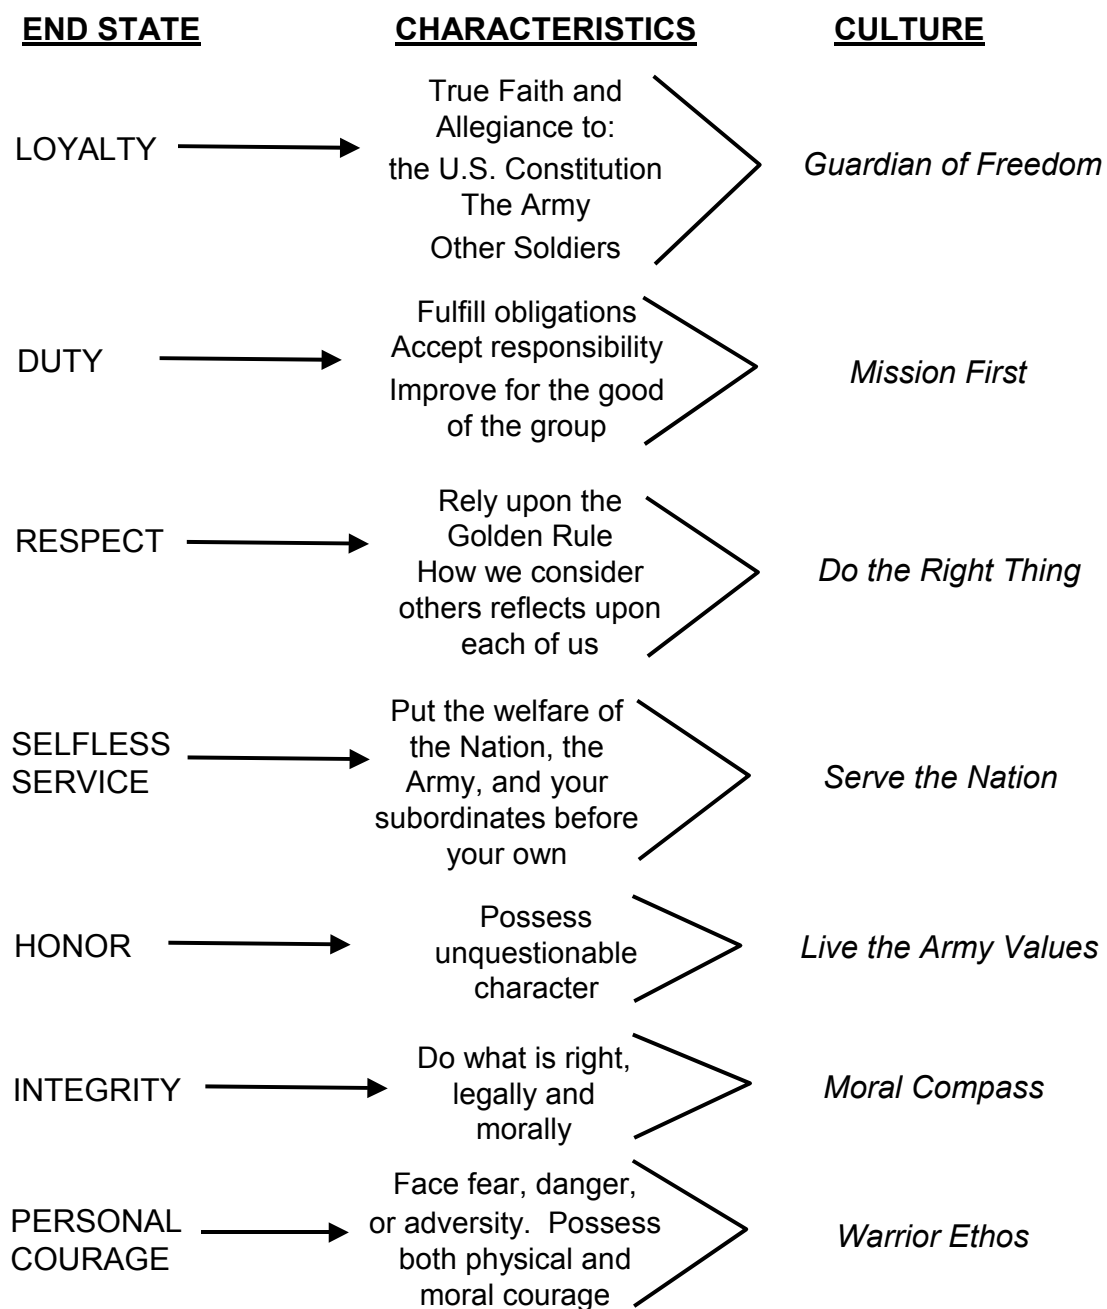 END STATE CHARACTERISTICS CULTURE
LOYALTY
True Faith and
Allegiance to:
the U.S. Constitution
The Army
Other Soldiers
Guardian of Freedom
DUTY
Fulfill obligations
Accept responsibility
Improve for the good
of the group
Mission First
RESPECT
Rely upon the
Golden Rule
How we consider
others reflects upon
each of us
Do the Right Thing
SELFLESS
SERVICE
Put the welfare of
the Nation, the
Army, and your
subordinates before
your own
Serve the Nation
HONOR
Possess
unquestionable
character
Live the Army Values
INTEGRITY
Do what is right,
legally and
morally
Moral Compass
PERSONAL
COURAGE
Face fear, danger,
or adversity.  Possess
both physical and
moral courage
Warrior Ethos